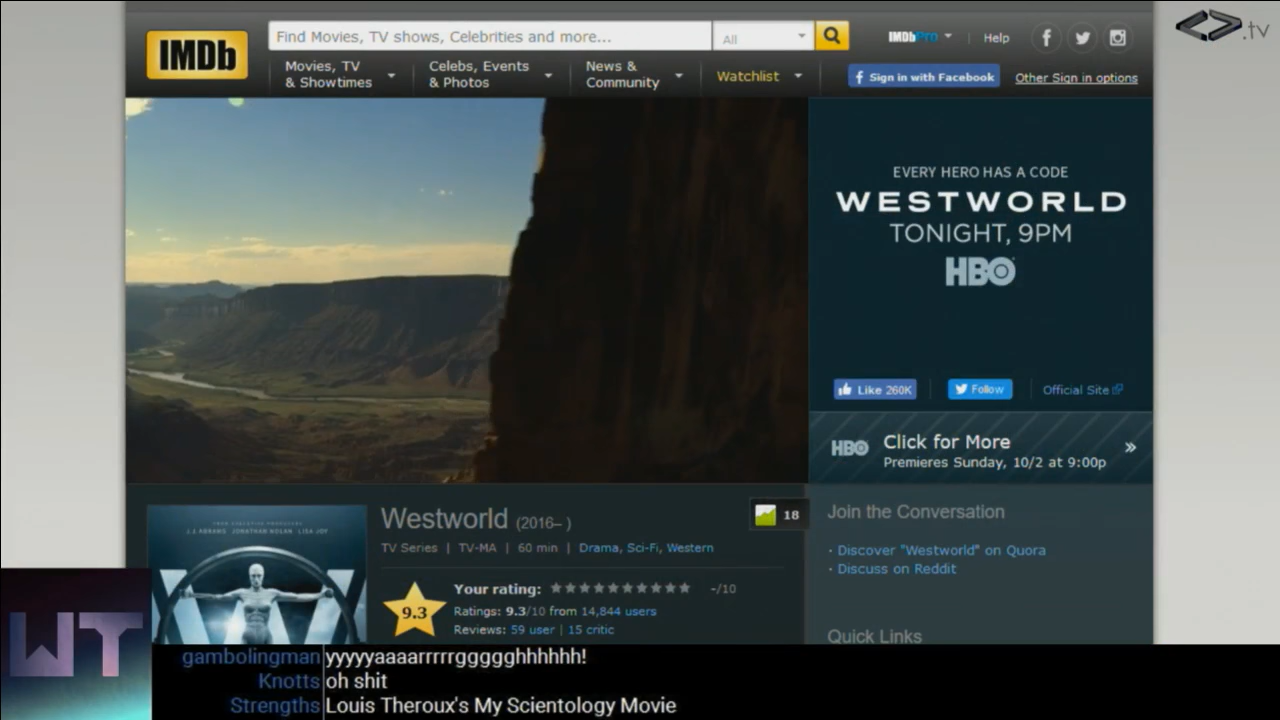 IMDb
Find Movies, TV shows, Celebrities and more...
All
IMDbPro
Help
.tv
Movies, TV
& Showtimes
Celebs, Events
& Photos
News &
Community
Watchlist
Sign in with Facebook
Other Sign in options
EVERY HERO HAS A CODE
WESTWORLD
TONIGHT, 9PM
HBO
Like 260K
Follow
Official Site
HBO
Click for More
Premieres Sunday, 10/2 at 9:00p
J.J. ABRAMS JONATHAN NOLAN LISA JOY
Westworld (2016– )
18
TV Series | TV-MA | 60 min | Drama, Sci-Fi, Western
9.3
Your rating: -/10
Ratings: 9.3/10 from 14,844 users
Reviews: 59 user | 15 critic
Join the Conversation
Discover "Westworld" on Quora
Discuss on Reddit
Quick Links
WT
gambolingman yyyyyaaaarrrrrggggghhhhhh!
Knotts oh shit
Strengths Louis Theroux's My Scientology Movie